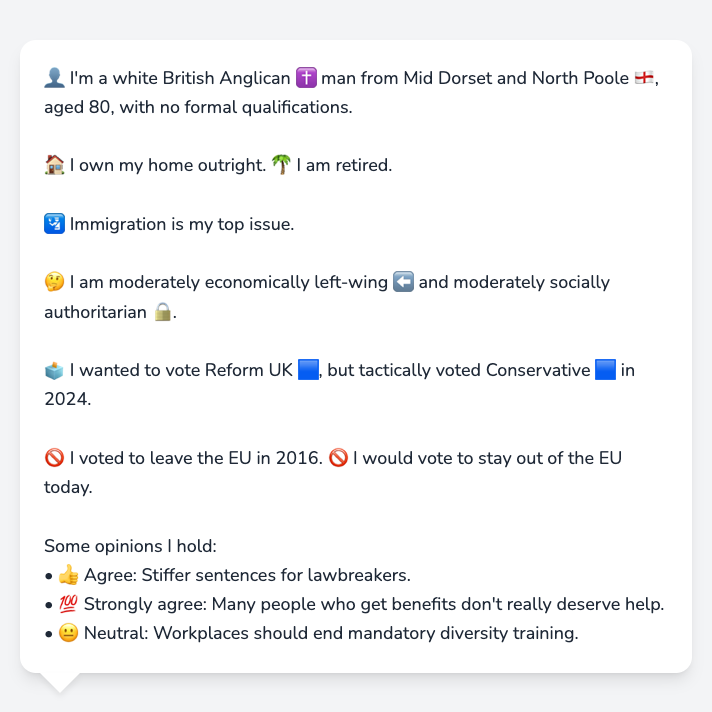 👤 I'm a white British Anglican ✝️ man from Mid Dorset and North Poole 🏴󠁧󠁢󠁥󠁮󠁧󠁿,
aged 80, with no formal qualifications.
🏠 I own my home outright. 🌴 I am retired.
🛂 Immigration is my top issue.
🤔 I am moderately economically left-wing ⬅️ and moderately socially
authoritarian 🔒.
🗳️ I wanted to vote Reform UK 🟦, but tactically voted Conservative 🟦 in
2024.
🚫 I voted to leave the EU in 2016. 🚫 I would vote to stay out of the EU
today.
Some opinions I hold:
• 👍 Agree: Stiffer sentences for lawbreakers.
• 💯 Strongly agree: Many people who get benefits don't really deserve help.
• 😐 Neutral: Workplaces should end mandatory diversity training.